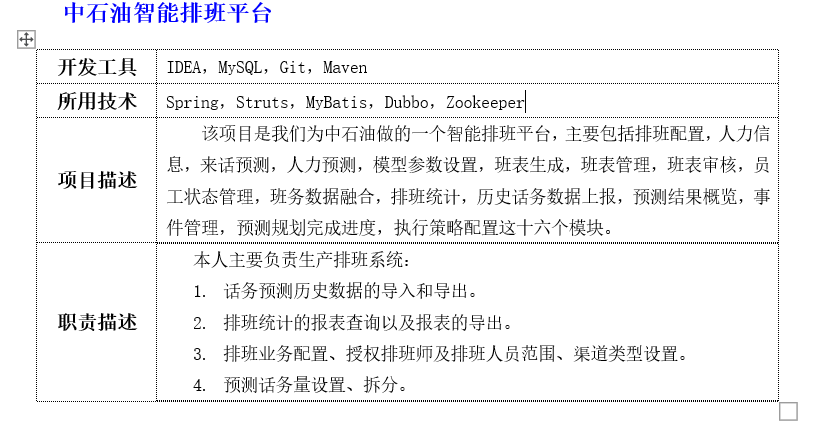 中石油智能排班平台
开发工具 IDEA，MySQL，Git，Maven
所用技术 Spring，Struts，MyBatis，Dubbo，Zookeeper
项目描述
该项目是我们为中石油做的一个智能排班平台，主要包括排班配置，人力信
息，来话预测，人力预测，模型参数设置，班表生成，班表管理，班表审核，员
工状态管理，班务数据融合，排班统计，历史话务数据上报，预测结果概览，事
件管理，预测规划完成进度，执行策略配置这十六个模块。
职责描述
本人主要负责生产排班系统：
1. 话务预测历史数据的导入和导出。
2. 排班统计的报表查询以及报表的导出。
3. 排班业务配置、授权排班师及排班人员范围、渠道类型设置。
4. 预测话务量设置、拆分。